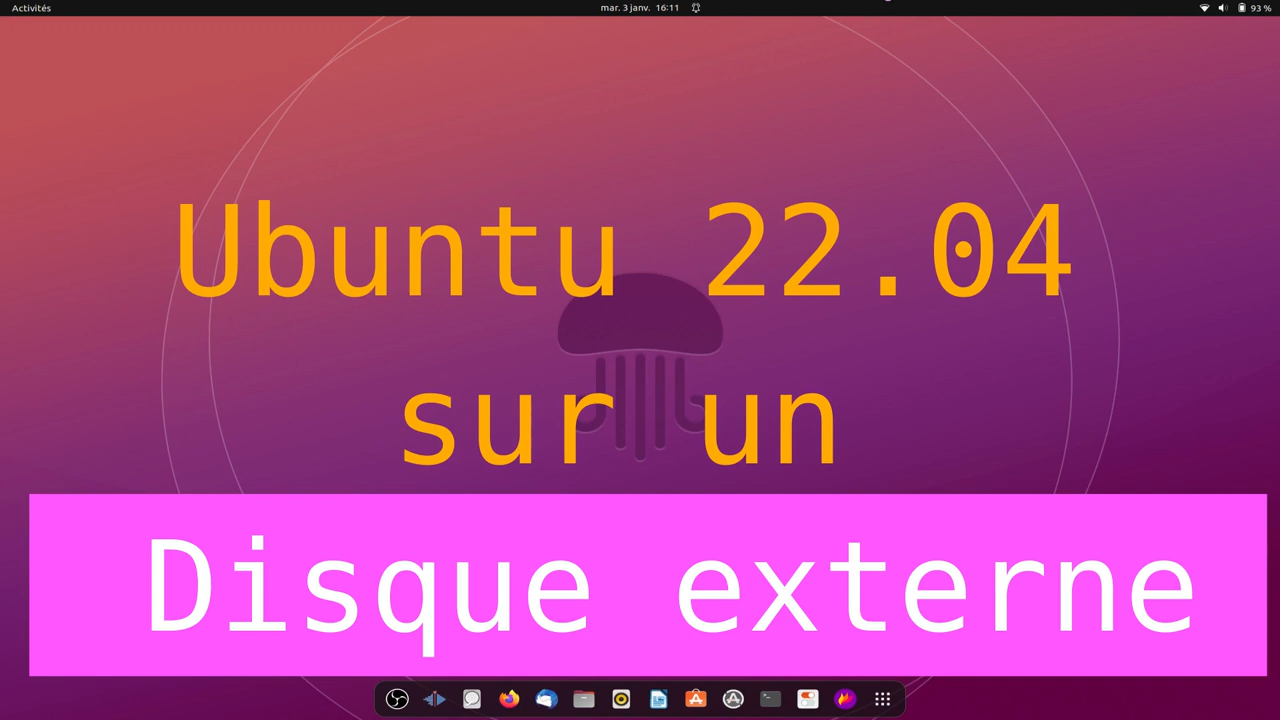 Activités
mar. 3 janv. 16:11
93 %
Ubuntu 22.04
sur un
Disque externe